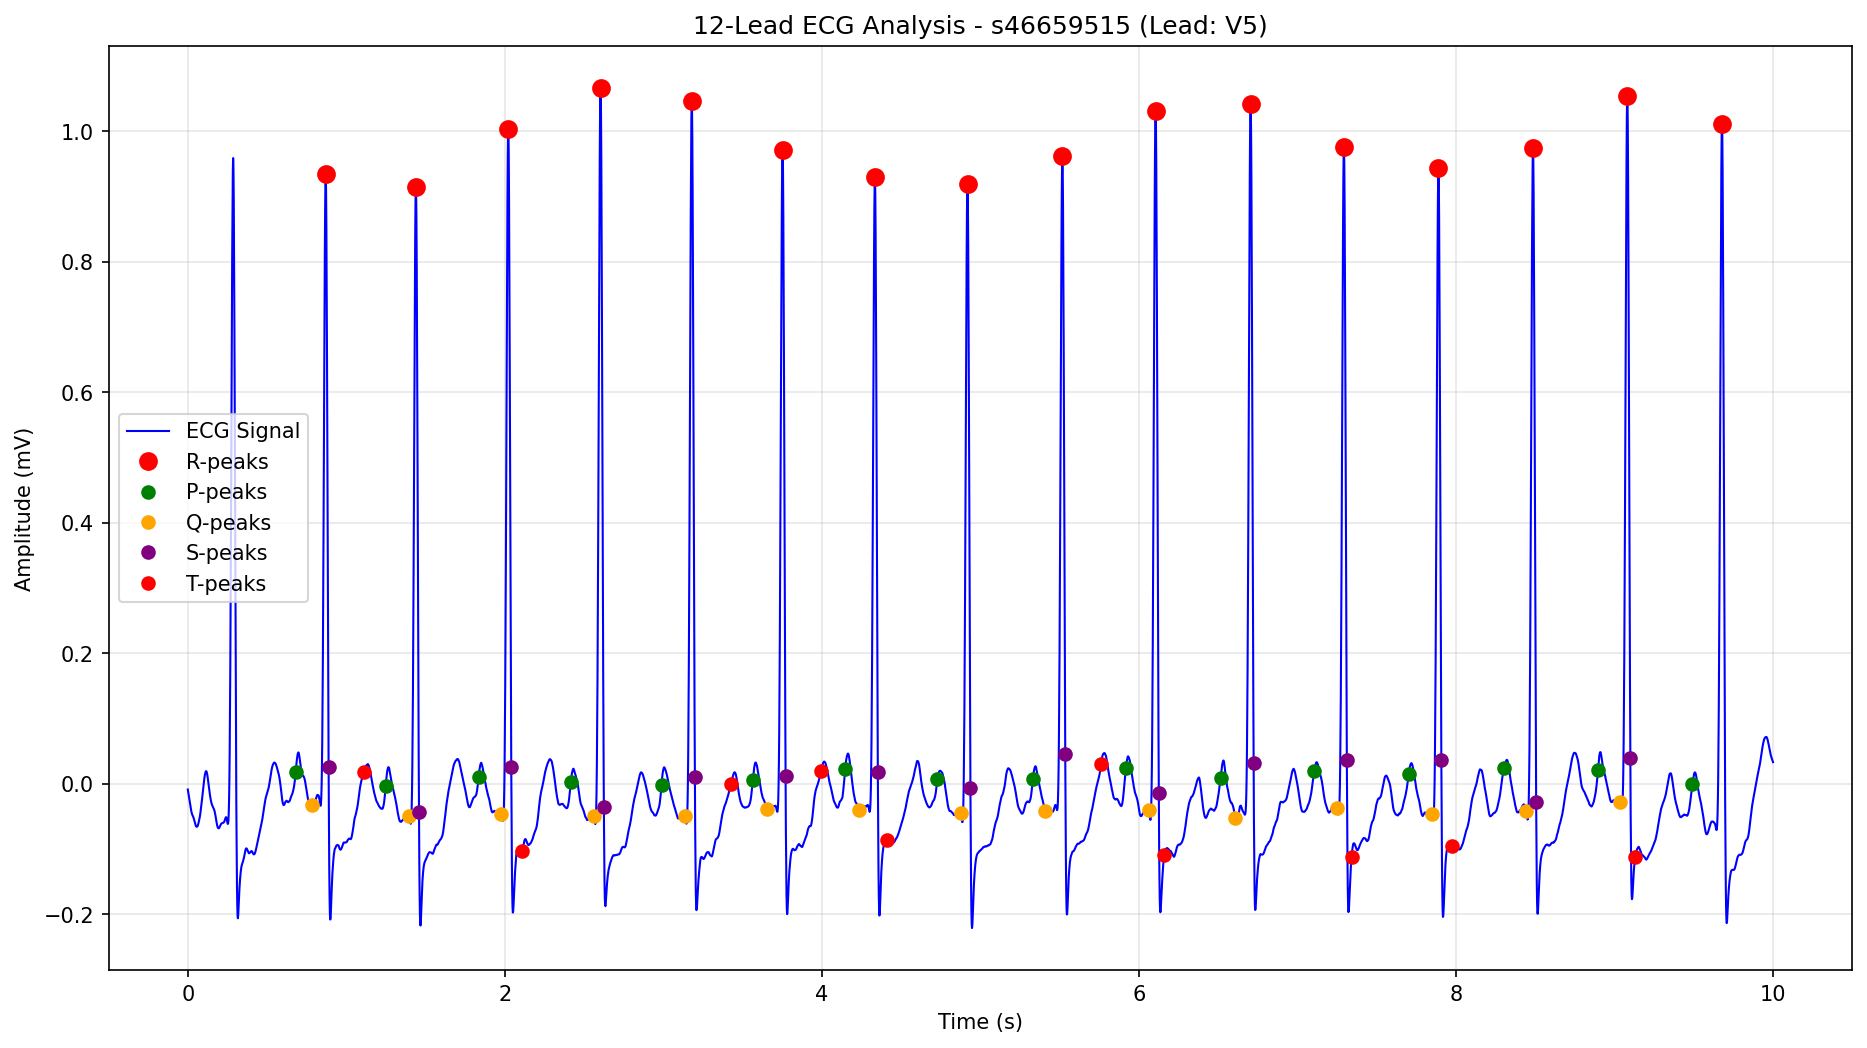 12-Lead ECG Analysis - s46659515 (Lead: V5)
Amplitude (mV)
1.0
0.8
0.6
0.4
0.2
0.0
−0.2
ECG Signal
R-peaks
P-peaks
Q-peaks
S-peaks
T-peaks
0 2 4 6 8 10
Time (s)